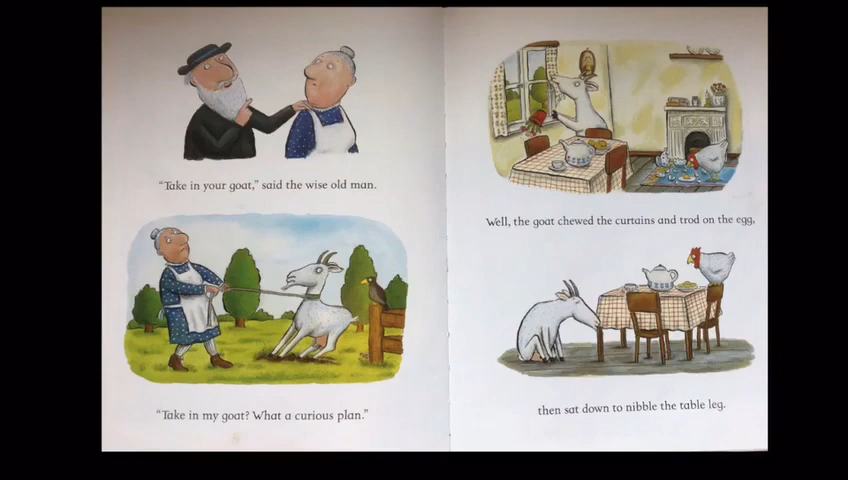 “Take in your goat,” said the wise old man.
“Take in my goat? What a curious plan.”
Well, the goat chewed the curtains and trod on the egg,
then sat down to nibble the table leg.